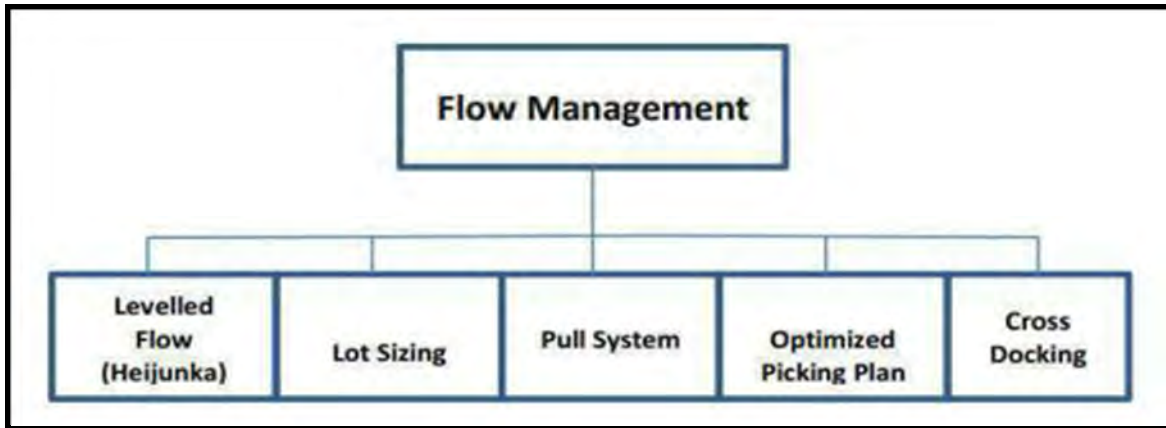 Flow Management
Levelled
Flow
(Heijunka)
Lot Sizing
Pull System
Optimized
Picking Plan
Cross
Docking